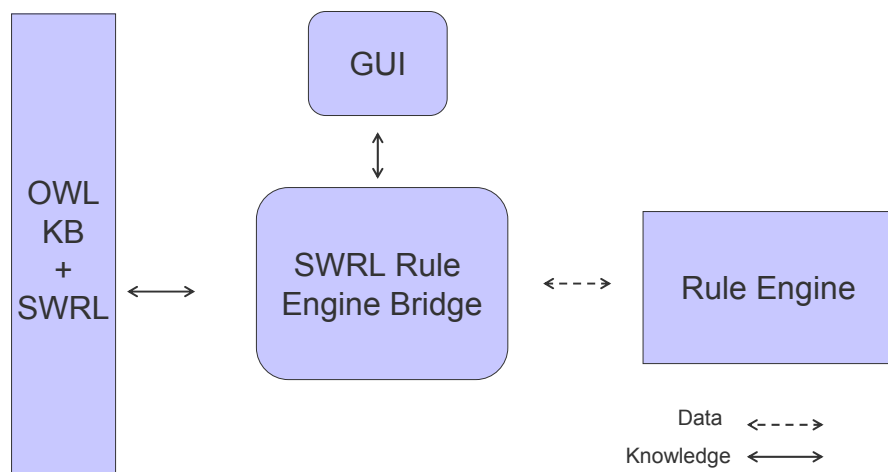 GUI
OWL
KB
+
SWRL
SWRL Rule
Engine Bridge
Rule Engine
Data
Knowledge